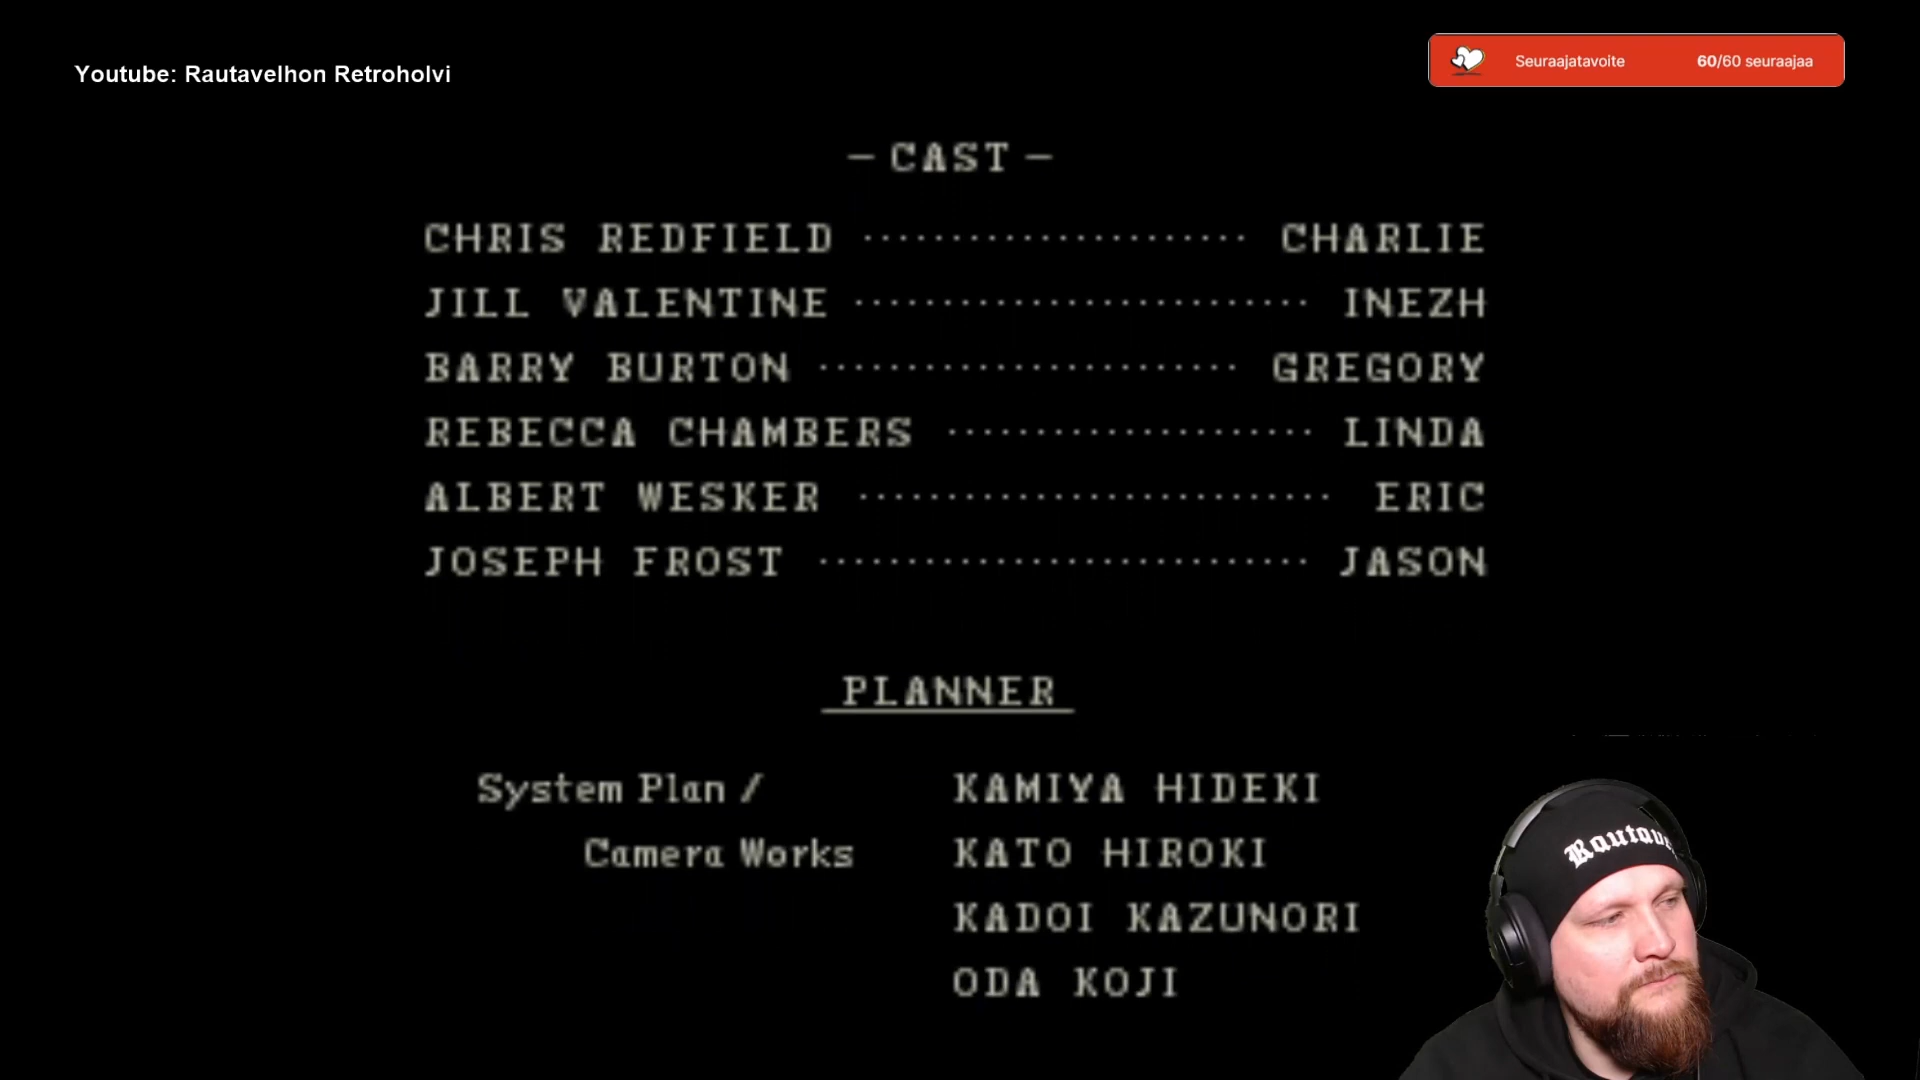 Youtube: Rautavelhon Retroholvi
Seuraajatavoite 60/60 seuraajaa
— CAST —
CHRIS REDFIELD ······················· CHARLIE
JILL VALENTINE ··························· INEZH
BARRY BURTON ························· GREGORY
REBECCA CHAMBERS ······················ LINDA
ALBERT WESKER ···························· ERIC
JOSEPH FROST ····························· JASON
PLANNER
System Plan / KAMIYA HIDEKI
Camera Works KATO HIROKI
KADOI KAZUNORI
ODA KOJI